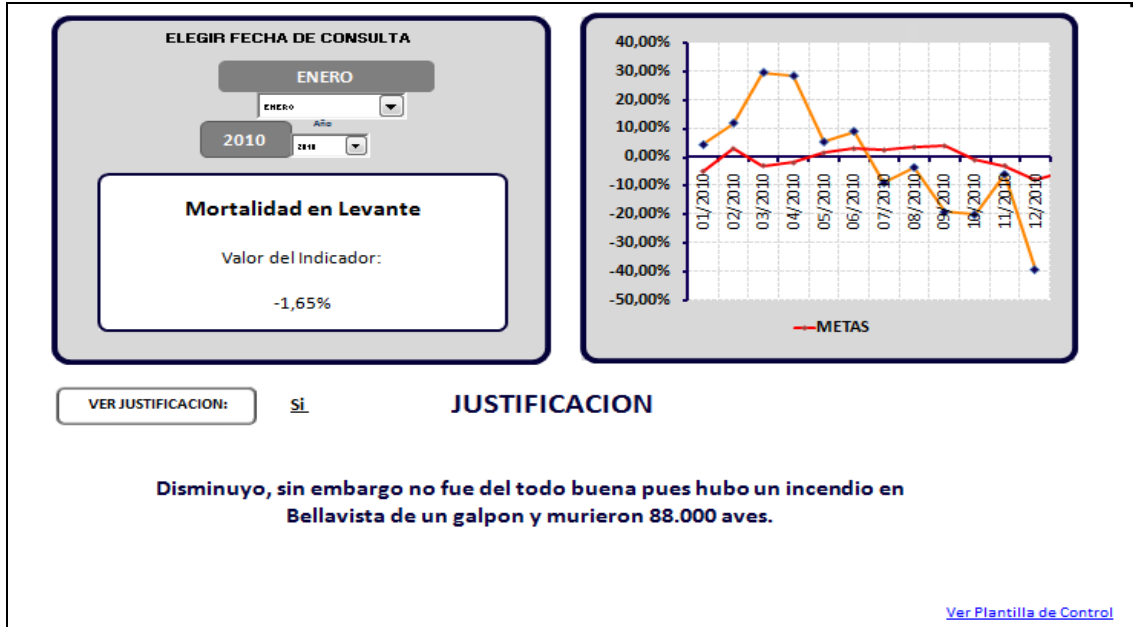 ELEGIR FECHA DE CONSULTA
ENERO
ENERO
Año
2010
2010
Mortalidad en Levante
Valor del Indicador:
-1,65%
40,00%
30,00%
20,00%
10,00%
0,00%
-10,00%
-20,00%
-30,00%
-40,00%
-50,00%
01/2010
02/2010
03/2010
04/2010
05/2010
06/2010
07/2010
08/2010
09/2010
10/2010
11/2010
12/2010
METAS
VER JUSTIFICACION:
Si
JUSTIFICACION
Disminuyo, sin embargo no fue del todo buena pues hubo un incendio en
Bellavista de un galpon y murieron 88.000 aves.
Ver Plantilla de Control